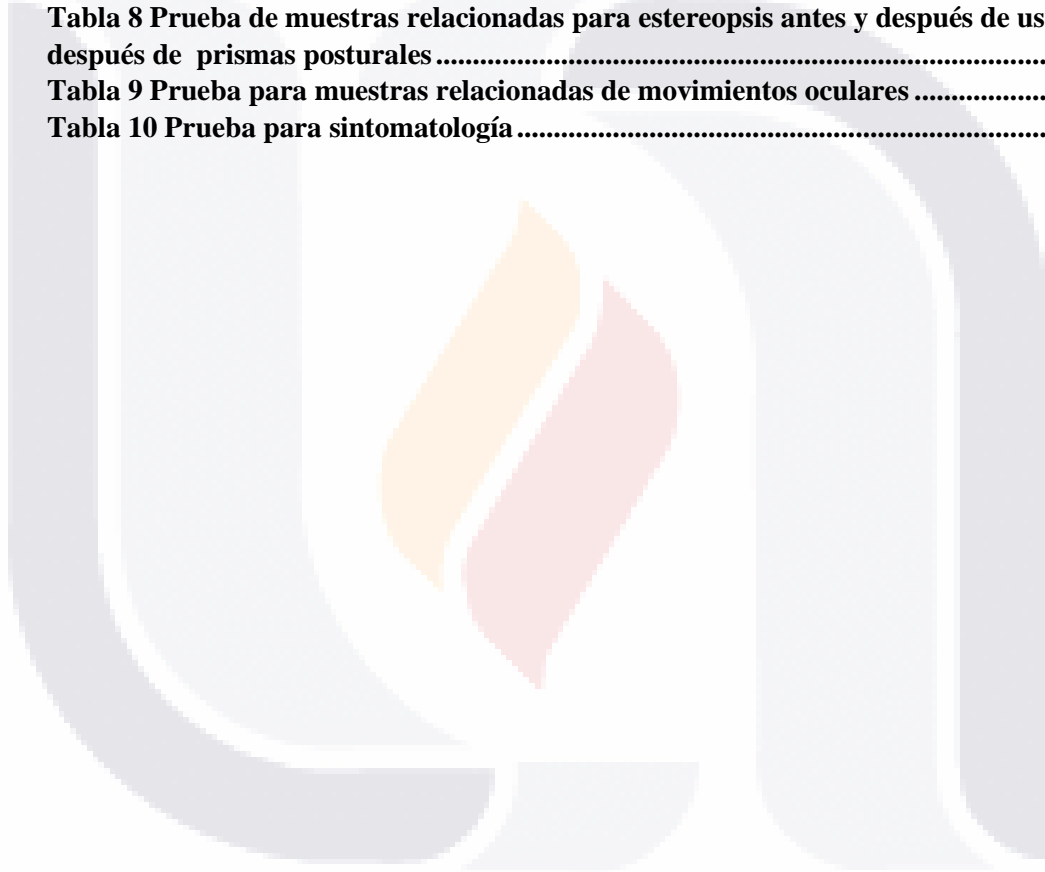 Tabla 8 Prueba de muestras relacionadas para estereopsis antes y después de us
después de  prismas posturales ......................................................................................
Tabla 9 Prueba para muestras relacionadas de movimientos oculares ..................
Tabla 10 Prueba para sintomatología .........................................................................